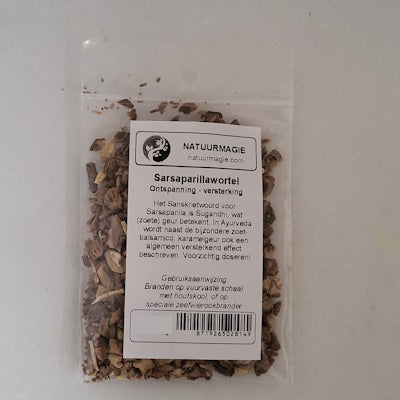 NATUURMAGIE
natuurmagie.com
Sarsaparillawortel
Ontspanning - versterking
Het Sanskrietwoord voor
Sarsaparilla is Sugandhi, wat
(zoete) geur betekent. In Ayurveda
wordt naast de bijzondere zoet-
balsamico, karamelgeur ook een
algemeen versterkend effect
beschreven. Voorzichtig doseren!
Gebruiksaanwijzing
Branden op vuurvaste schaal
met houtskool, of op
speciale zeefwierookbrander
8719265028149